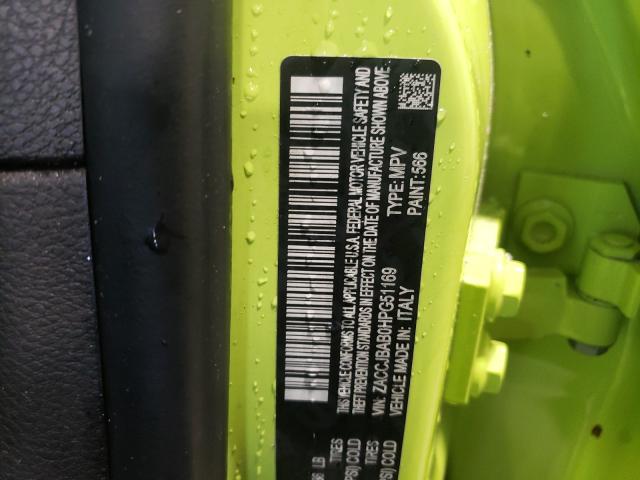 THIS VEHICLE CONFORMS TO ALL APPLICABLE U.S.A. FEDERAL MOTOR VEHICLE SAFETY AND
THEFT PREVENTION STANDARDS IN EFFECT ON THE DATE OF MANUFACTURE SHOWN ABOVE.
VIN: ZACCJBAB0HPG51169 TYPE: MPV
VEHICLE MADE IN: ITALY PAINT: 566
LB
TIRES
SI) COLD
TIRES
SI) COLD